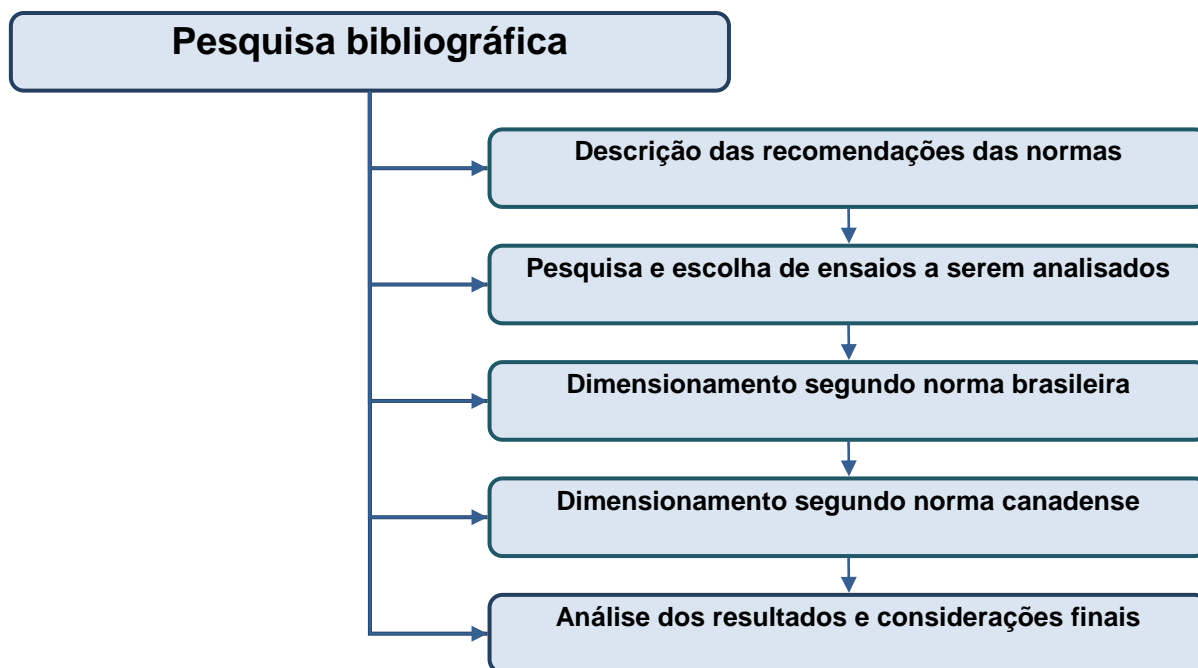 Pesquisa bibliográfica
Descrição das recomendações das normas
Pesquisa e escolha de ensaios a serem analisados
Dimensionamento segundo norma brasileira
Dimensionamento segundo norma canadense
Análise dos resultados e considerações finais